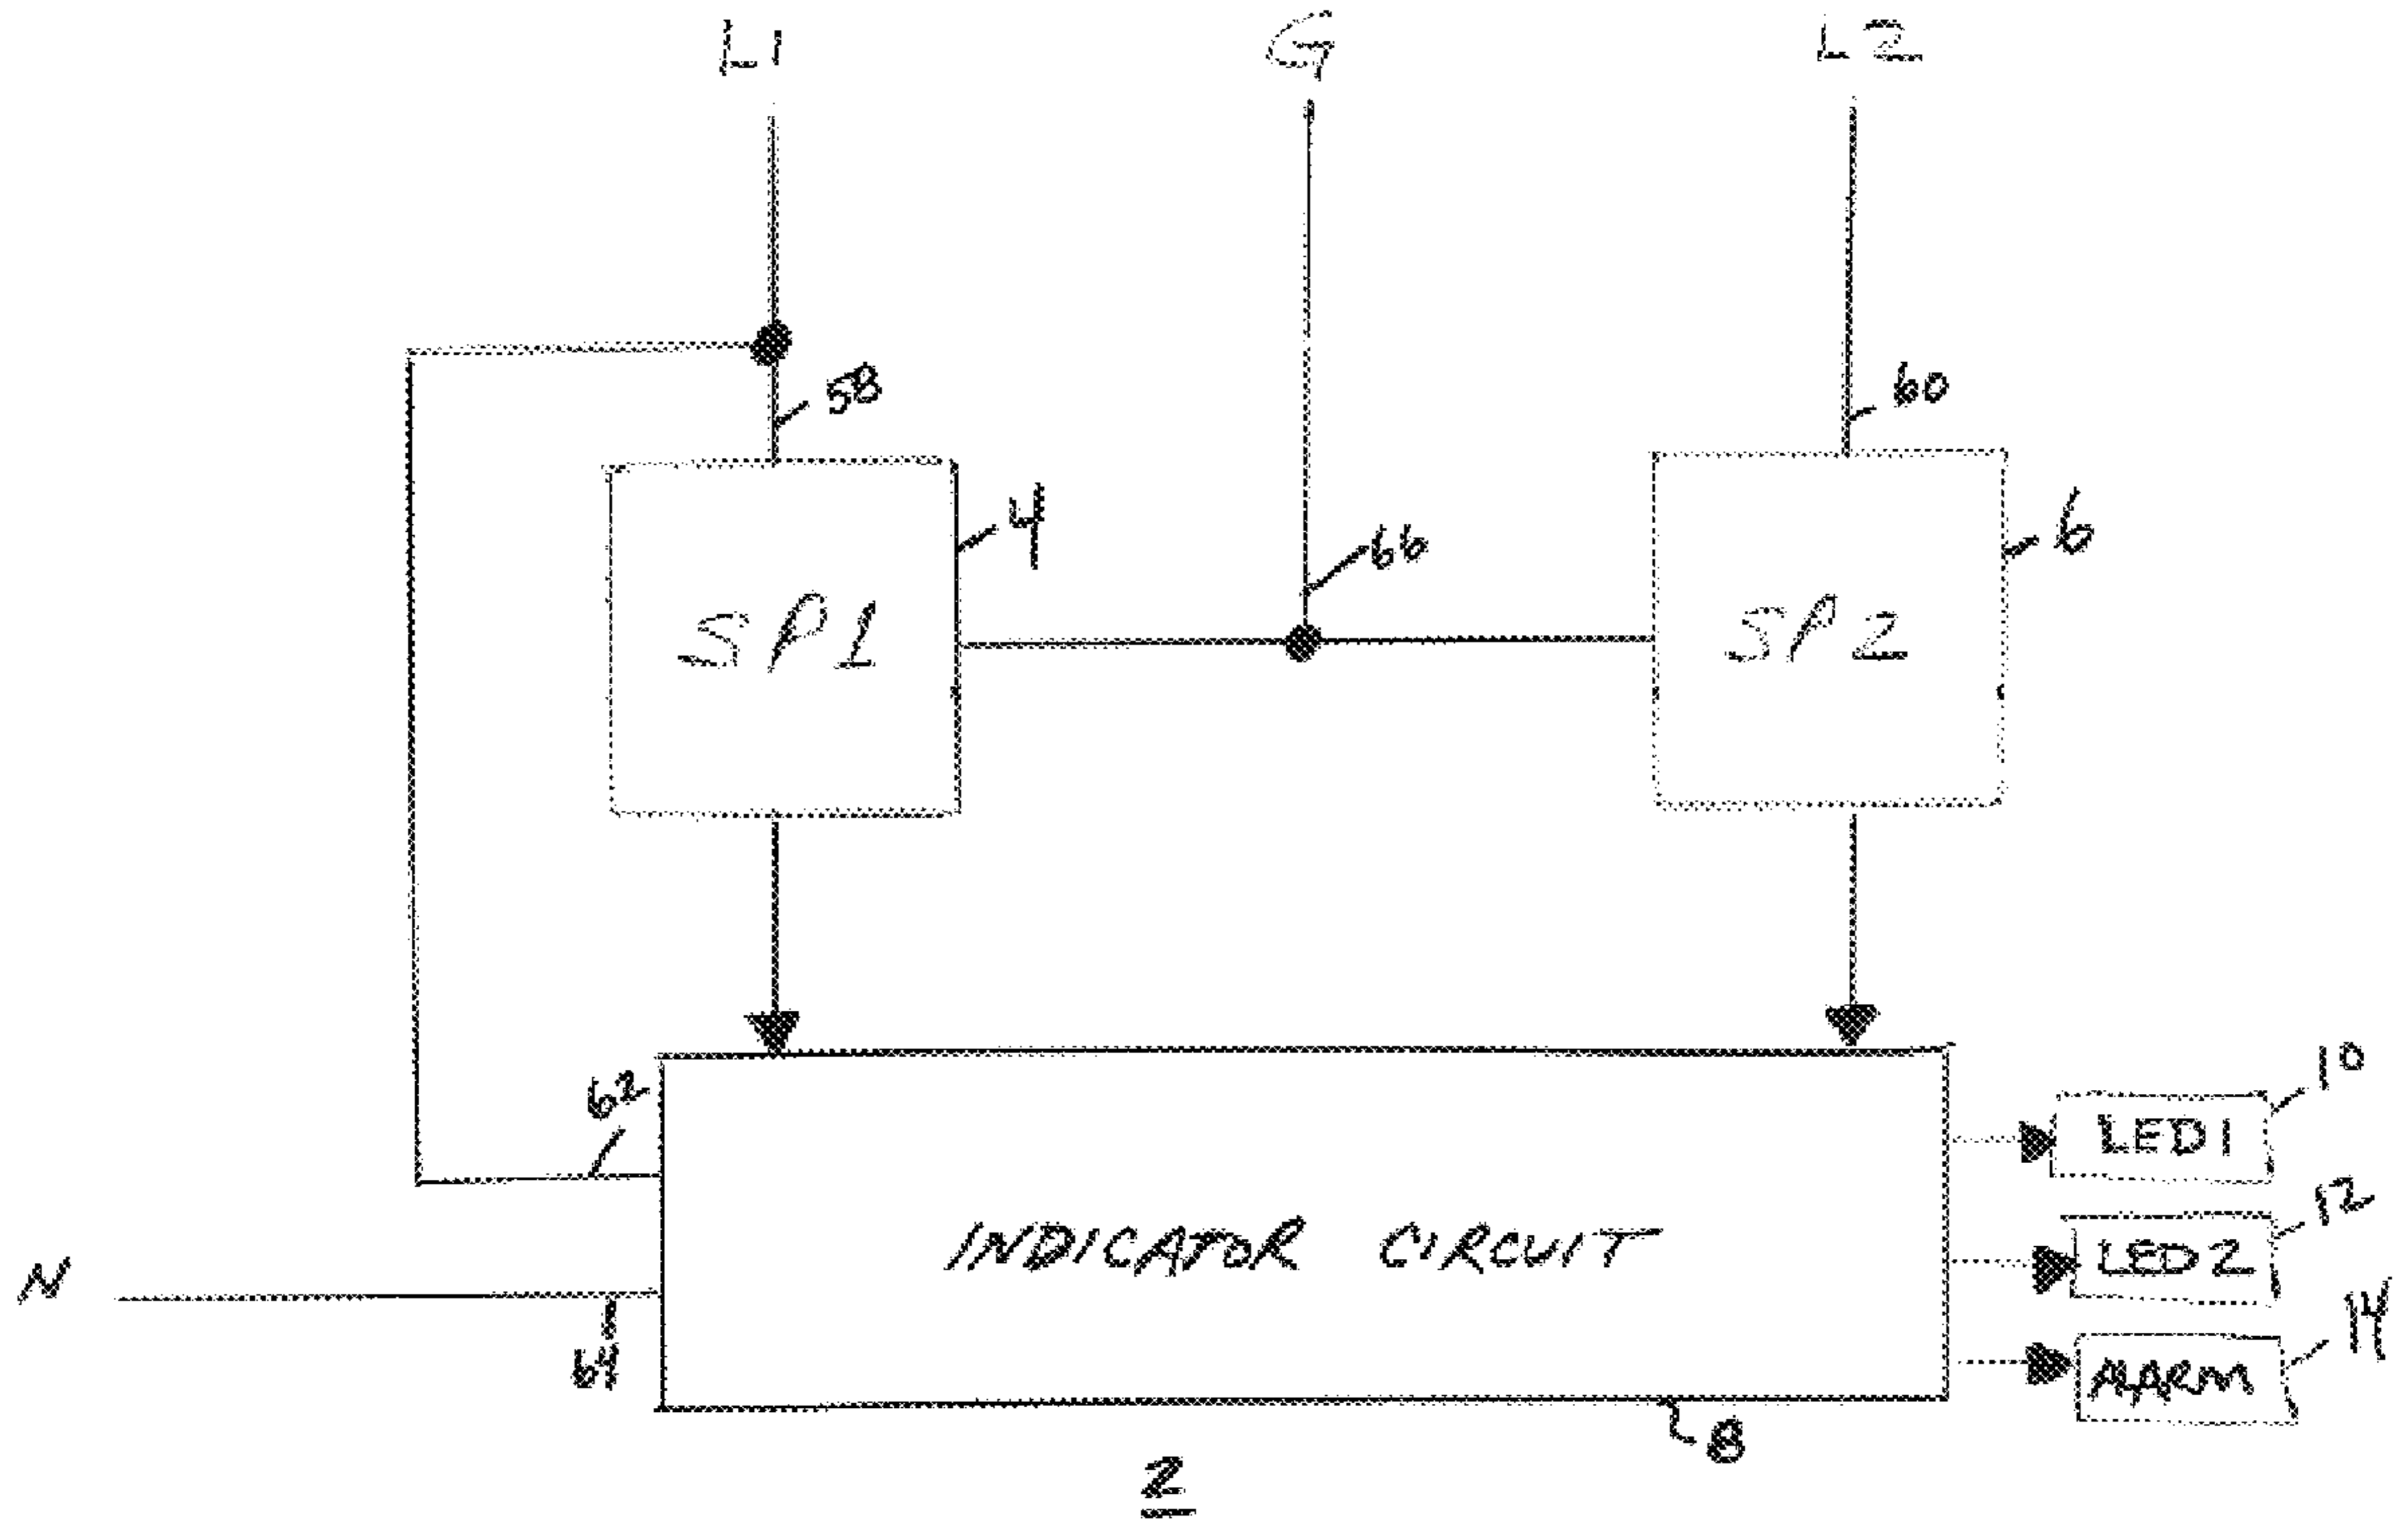 L1 G L2
58 60
4 66 6
SP1 SP2
62 10
LED1
12
INDICATOR CIRCUIT LED2
N 14
64 ALARM
8
2